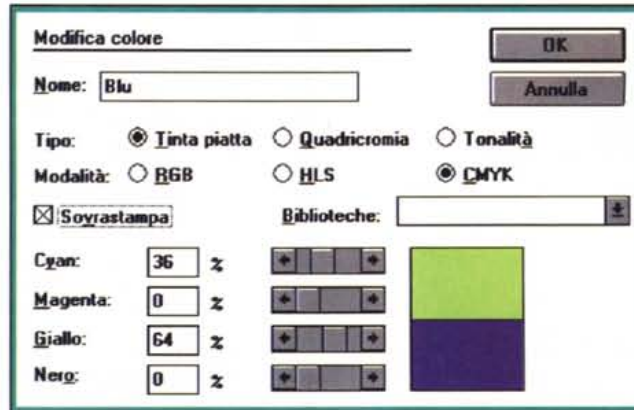 Modifica colore
OK
Nome: Blu
Annulla
Tipo: Tinta piatta Quadricromia Tonalità
Modalità: RGB HLS CMYK
Sovrastampa Biblioteche:
Cyan: 36 %
Magenta: 0 %
Giallo: 64 %
Nero: 0 %